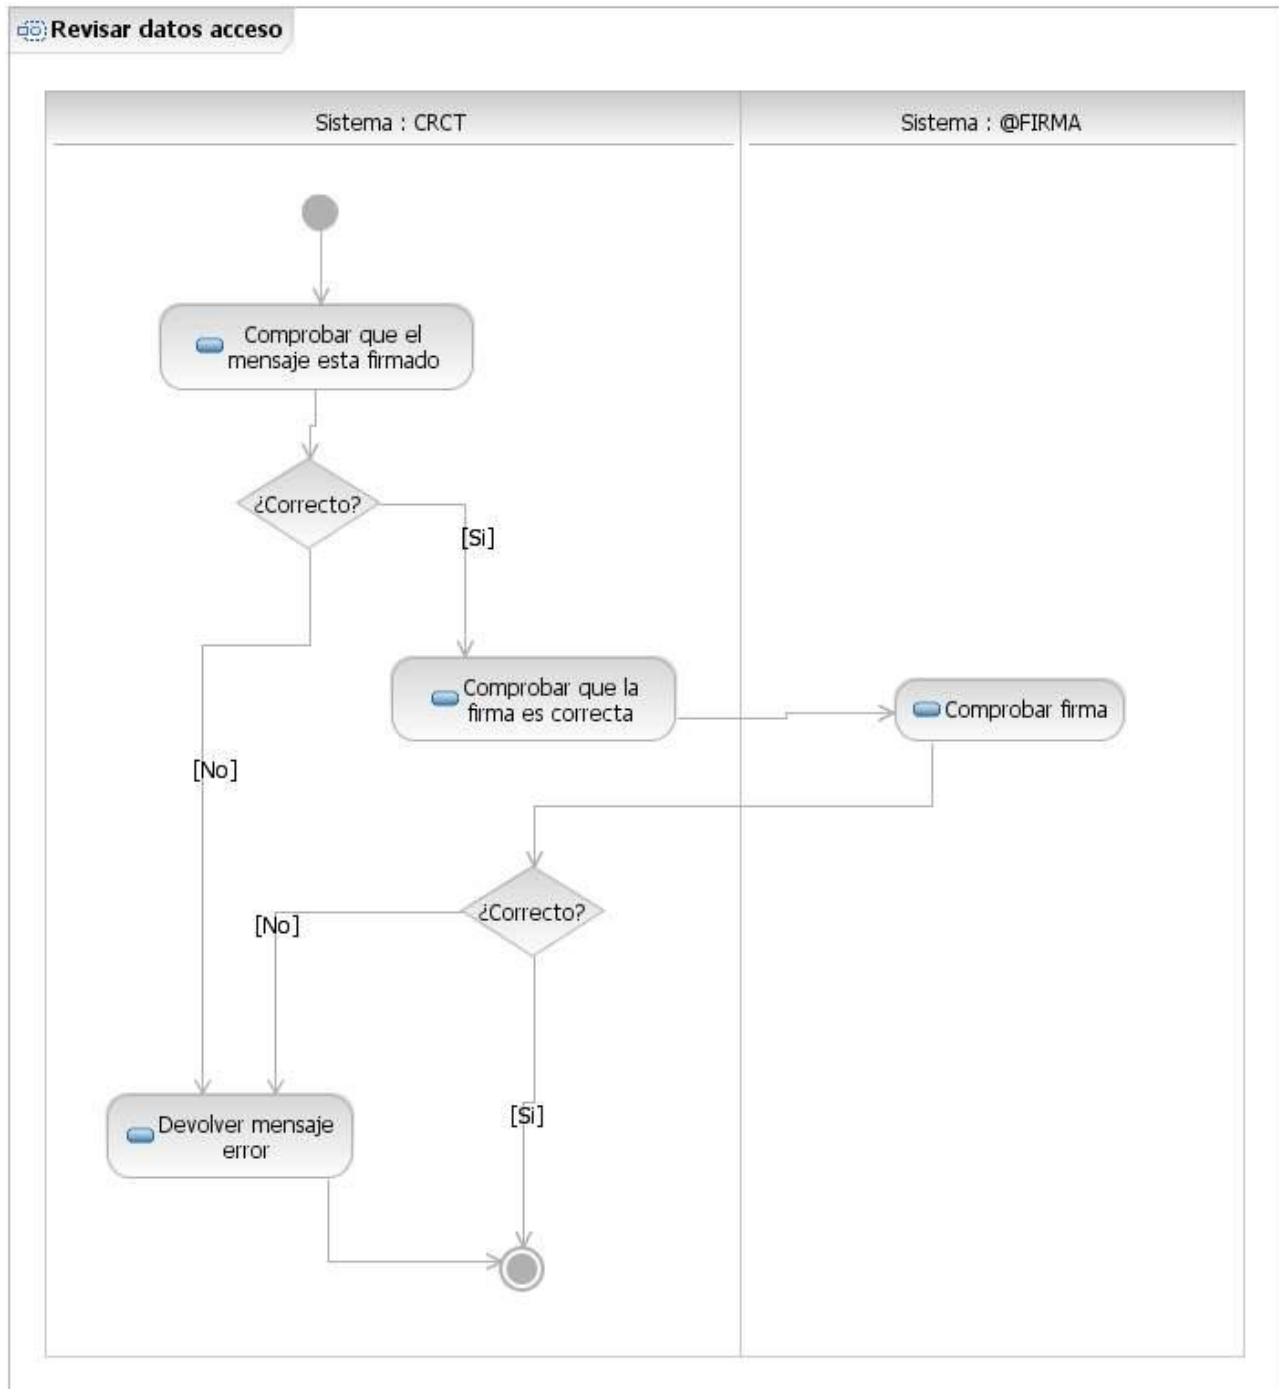 Revisar datos acceso
Sistema : CRCT
Sistema : @FIRMA
Comprobar que el
mensaje esta firmado
¿Correcto?
[Si]
Comprobar que la
firma es correcta
Comprobar firma
[No]
¿Correcto?
[No]
Devolver mensaje
error
[Si]